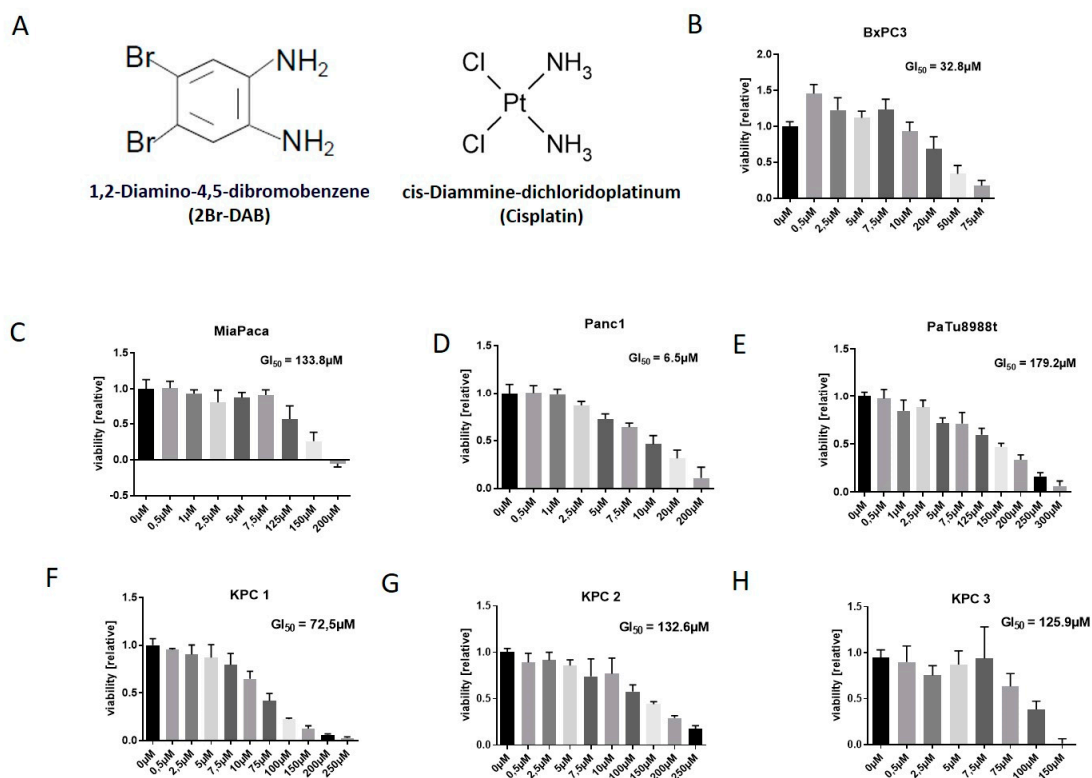 A
Br
NH2
Br
NH2
1,2-Diamino-4,5-dibromobenzene
(2Br-DAB)
Cl
NH3
Pt
Cl
NH3
cis-Diammine-dichloridoplatinum
(Cisplatin)
B
BxPC3
GI50 = 32.8µM
viability [relative]
2.0
1.5
1.0
0.5
0.0
0µM 0,5µM 2,5µM 5µM 7,5µM 10µM 20µM 50µM 75µM
C
MiaPaca
GI50 = 133.8µM
viability [realtive]
1.5
1.0
0.5
0.0
-0.5
0µM 0,5µM 1µM 2,5µM 5µM 7,5µM 125µM 150µM 200µM
D
Panc1
GI50 = 6.5µM
viability [relative]
1.5
1.0
0.5
0.0
0µM 0,5µM 1µM 2,5µM 5µM 7,5µM 10µM 20µM 200µM
E
PaTu8988t
GI50 = 179.2µM
viability [relative]
1.5
1.0
0.5
0.0
0µM 0,5µM 1µM 2,5µM 5µM 7,5µM 125µM 150µM 200µM 250µM 300µM
F
KPC 1
GI50 = 72,5µM
viability [relative]
1.5
1.0
0.5
0.0
0µM 0,5µM 2,5µM 5µM 7,5µM 10µM 75µM 100µM 150µM 200µM 250µM
G
KPC 2
GI50 = 132.6µM
viability [relative]
1.5
1.0
0.5
0.0
0µM 0,5µM 2,5µM 5µM 7,5µM 10µM 100µM 150µM 200µM 250µM
H
KPC 3
GI50 = 125.9µM
viability [relative]
1.5
1.0
0.5
0.0
0µM 0,5µM 2,5µM 5µM 7,5µM 75µM 100µM 150µM